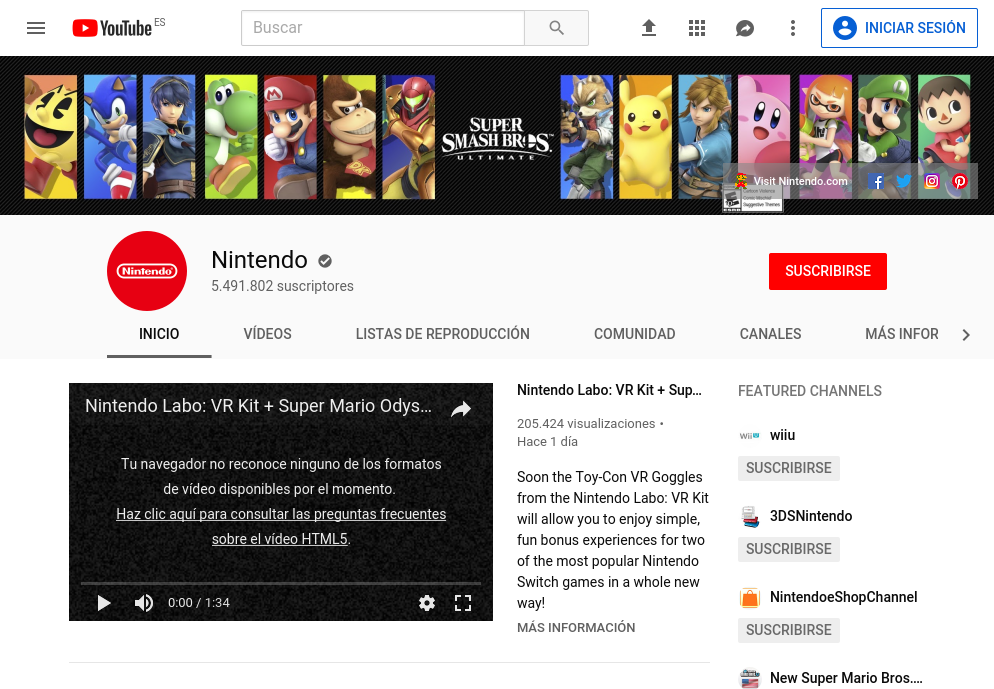 YouTube ES
Buscar
INICIAR SESIÓN
SUPER
SMASH BROS.™
ULTIMATE
Visit Nintendo.com
Suggestive Themes
Nintendo
Nintendo
5.491.802 suscriptores
SUSCRIBIRSE
INICIO
VÍDEOS
LISTAS DE REPRODUCCIÓN
COMUNIDAD
CANALES
MÁS INFOR
Nintendo Labo: VR Kit + Super Mario Odys...
Tu navegador no reconoce ninguno de los formatos
de vídeo disponibles por el momento.
Haz clic aquí para consultar las preguntas frecuentes
sobre el vídeo HTML5.
0:00 / 1:34
Nintendo Labo: VR Kit + Sup...
205.424 visualizaciones •
Hace 1 día
Soon the Toy-Con VR Goggles
from the Nintendo Labo: VR Kit
will allow you to enjoy simple,
fun bonus experiences for two
of the most popular Nintendo
Switch games in a whole new
way!
MÁS INFORMACIÓN
FEATURED CHANNELS
WiiU
wiiu
SUSCRIBIRSE
3DSNintendo
SUSCRIBIRSE
NintendoeShopChannel
SUSCRIBIRSE
New Super Mario Bros....